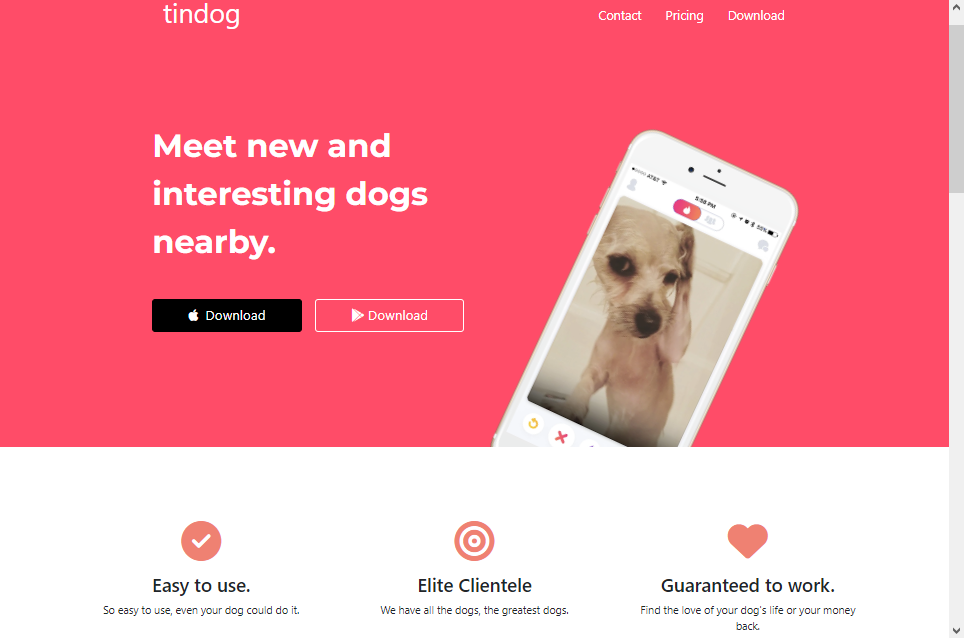 tindog
Contact Pricing Download
Meet new and
interesting dogs
nearby.
Download Download
AT&T 5:58 PM 55%
Easy to use. Elite Clientele Guaranteed to work.
So easy to use, even your dog could do it. We have all the dogs, the greatest dogs. Find the love of your dog's life or your money
back.